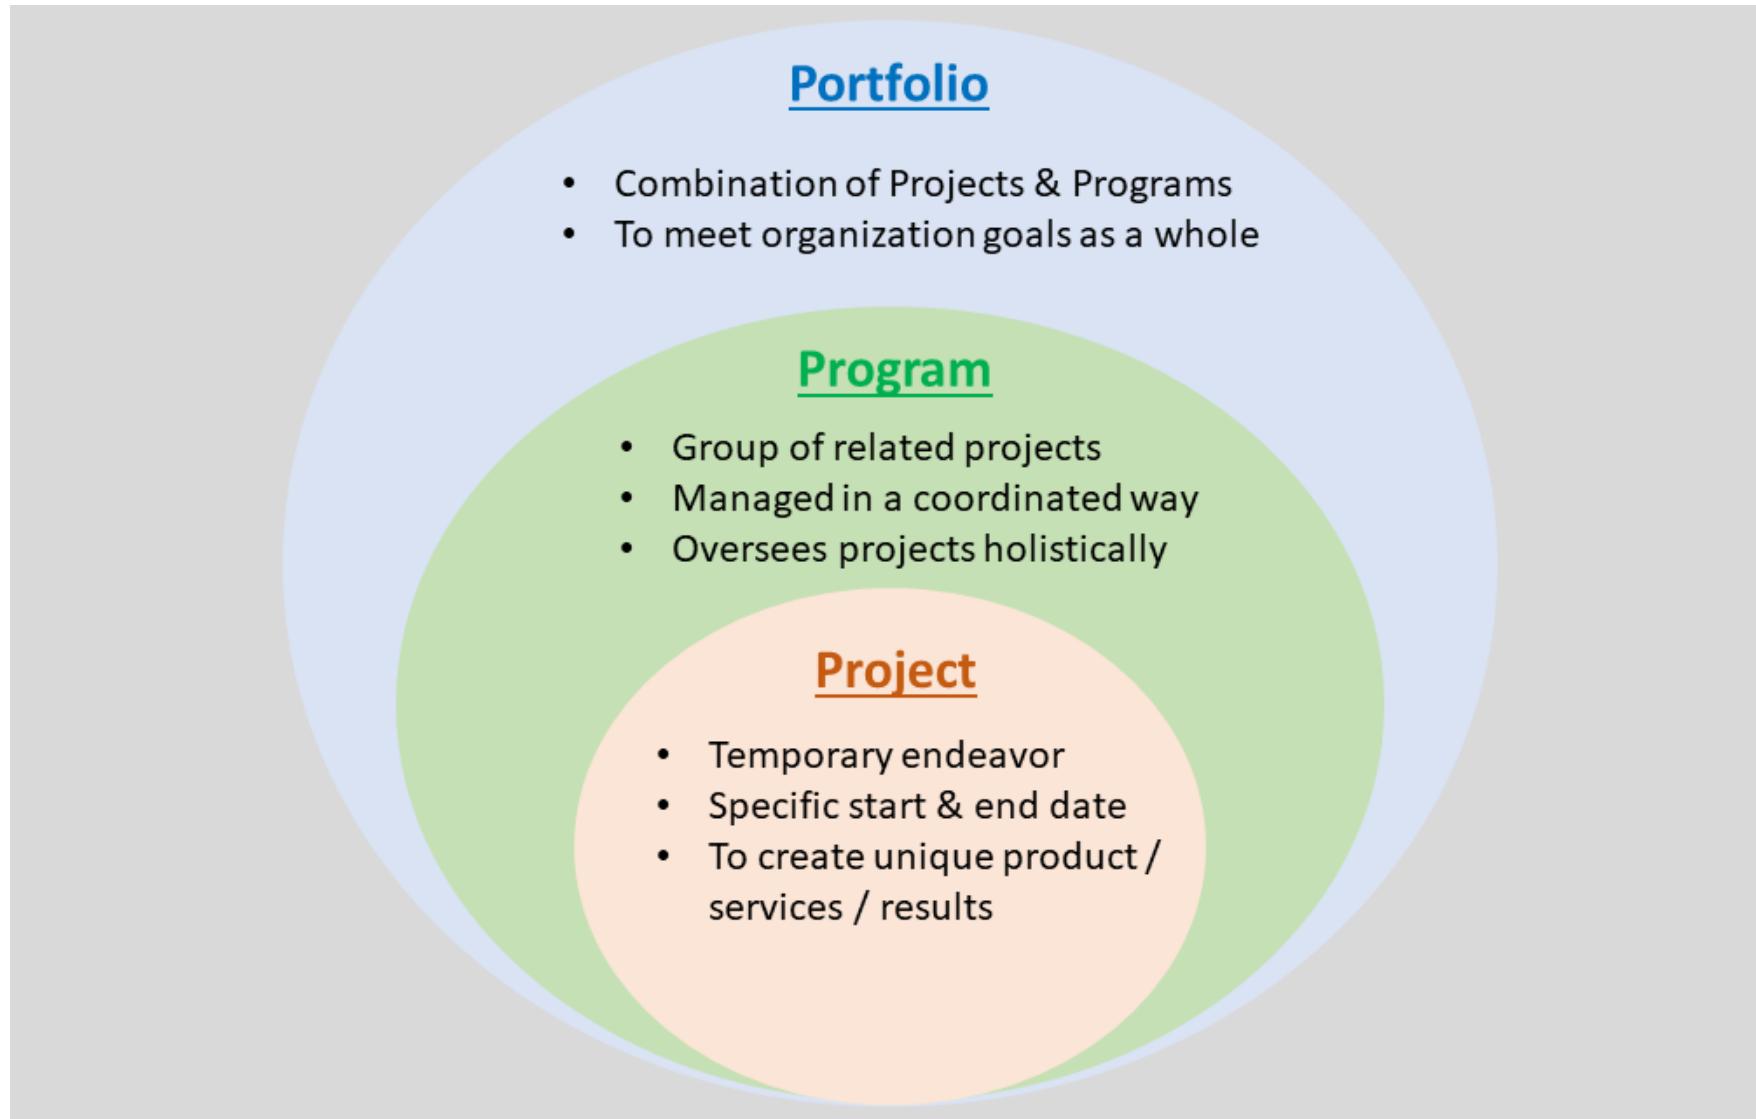 Portfolio
• Combination of Projects & Programs
• To meet organization goals as a whole
Program
• Group of related projects
• Managed in a coordinated way
• Oversees projects holistically
Project
• Temporary endeavor
• Specific start & end date
• To create unique product /
services / results